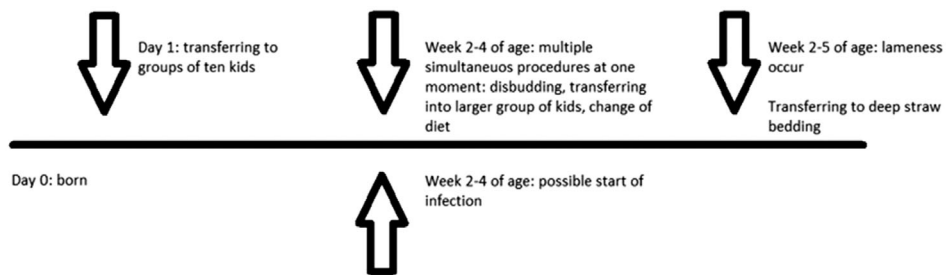 Day 1: transferring to
groups of ten kids
Week 2-4 of age: multiple
simultaneuos procedures at one
moment: disbudding, transferring
into larger group of kids, change of
diet
Week 2-5 of age: lameness
occur
Transferring to deep straw
bedding
Day 0: born
Week 2-4 of age: possible start of
infection